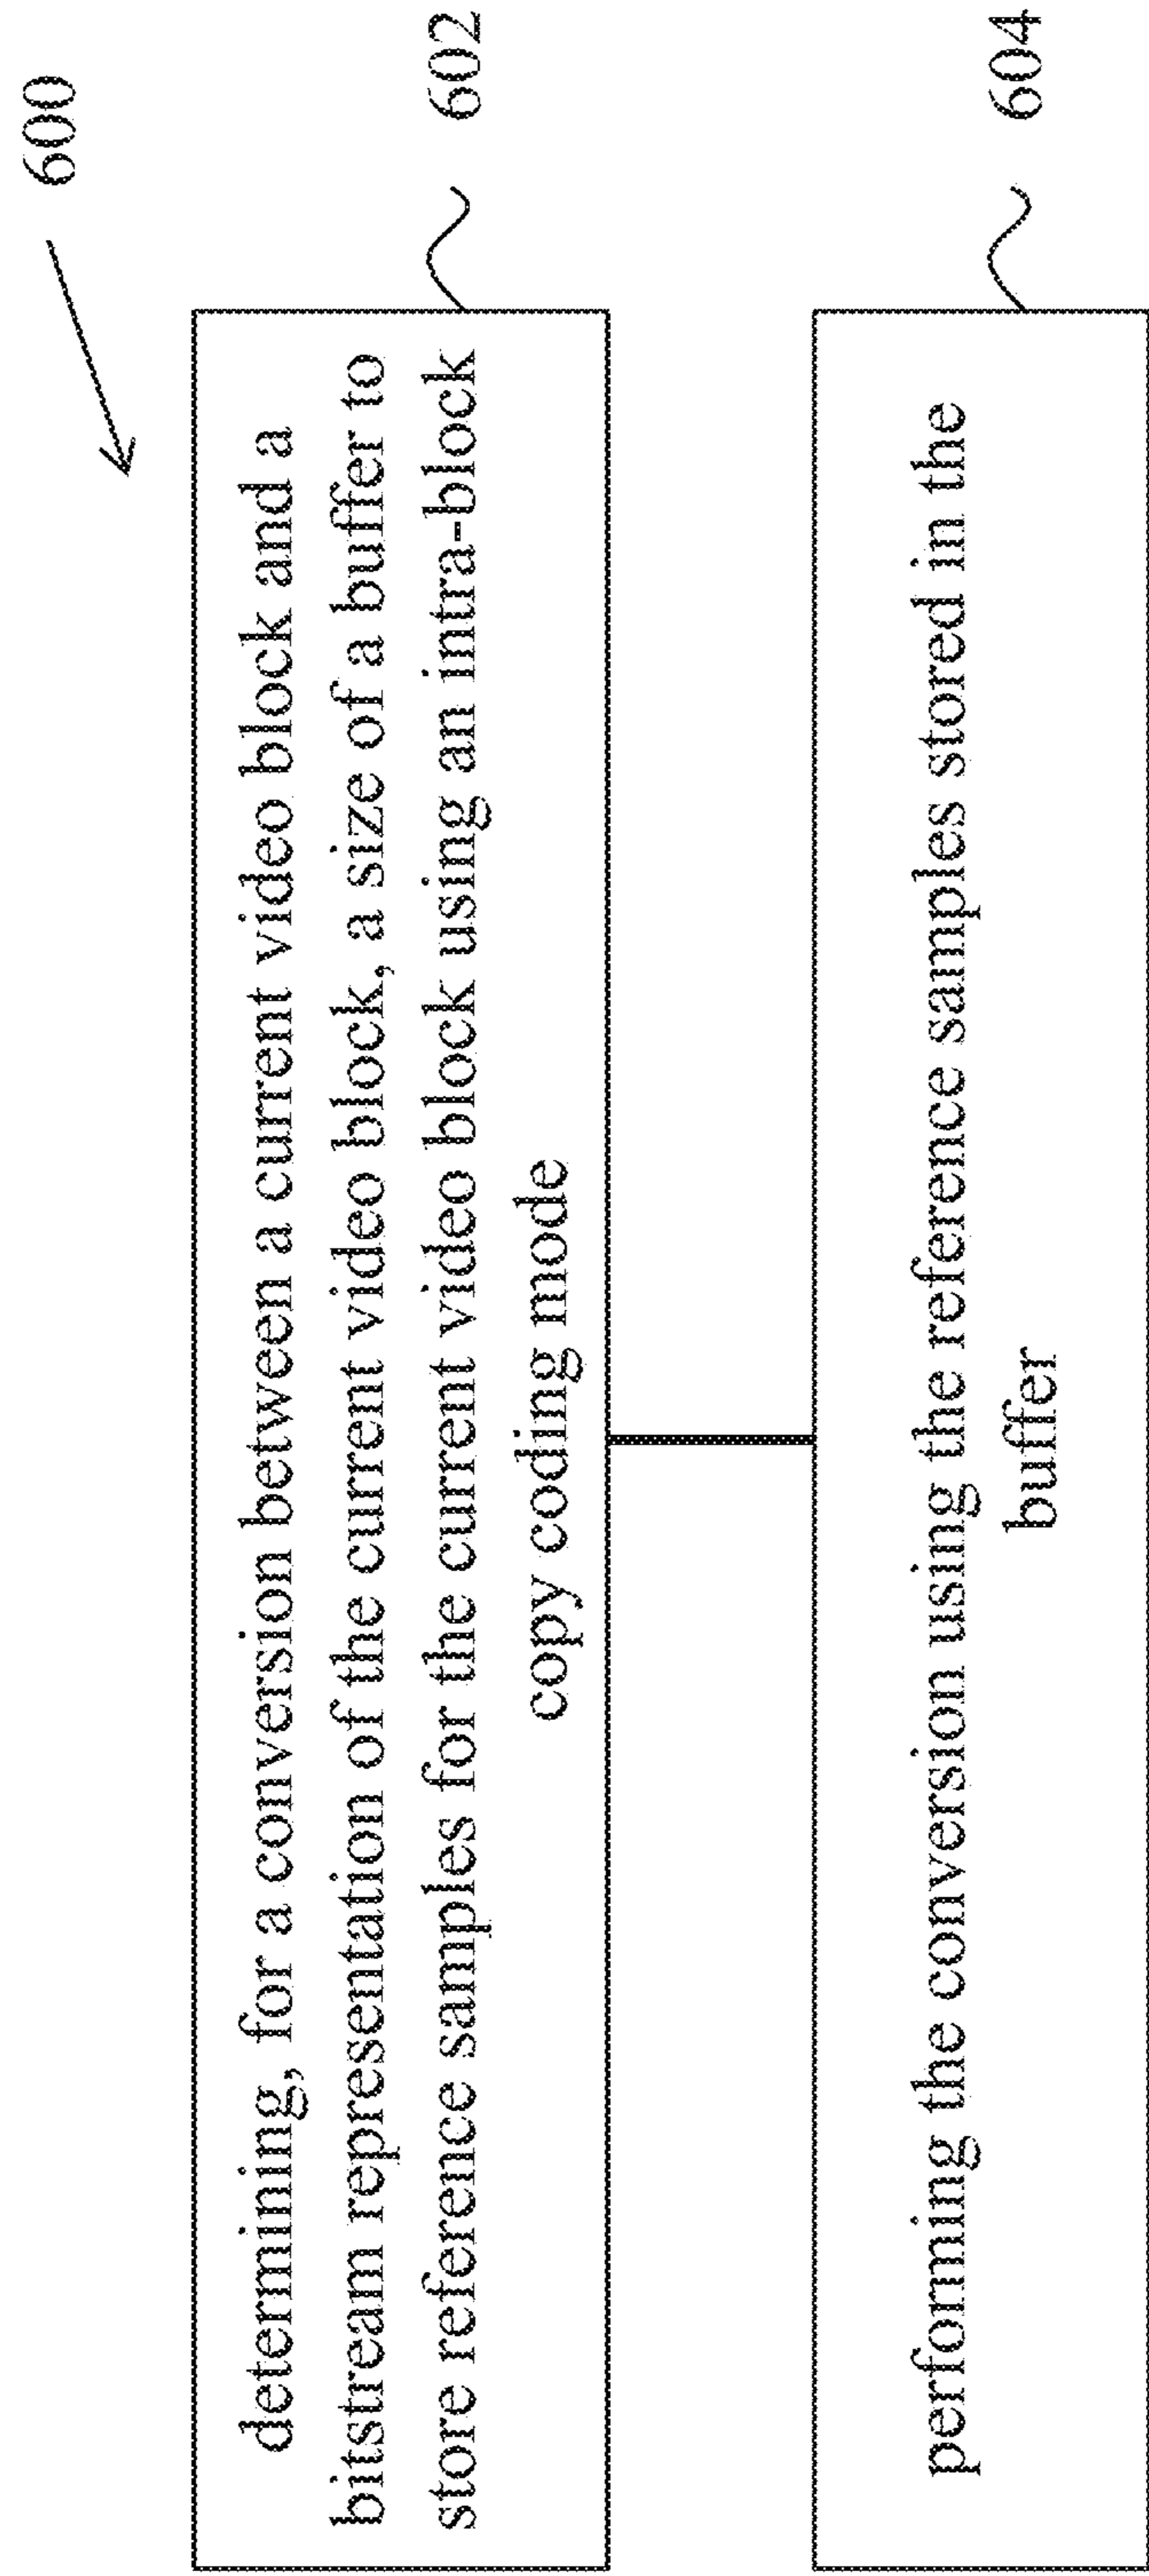 600
determining, for a conversion between a current video block and a
bitstream representation of the current video block, a size of a buffer to
store reference samples for the current video block using an intra-block
copy coding mode
602
performing the conversion using the reference samples stored in the
buffer
604